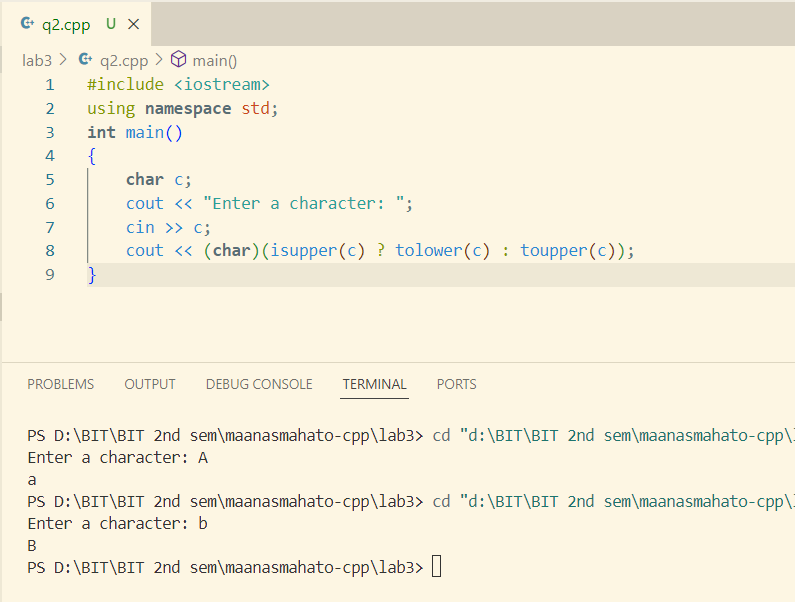 q2.cpp U
lab3 > q2.cpp > main()
1 #include <iostream>
2 using namespace std;
3 int main()
4 {
5     char c;
6     cout << "Enter a character: ";
7     cin >> c;
8     cout << (char)(isupper(c) ? tolower(c) : toupper(c));
9 }
PROBLEMS OUTPUT DEBUG CONSOLE TERMINAL PORTS
PS D:\BIT\BIT 2nd sem\maanasmahato-cpp\lab3> cd "d:\BIT\BIT 2nd sem\maanasmahato-cpp\
Enter a character: A
a
PS D:\BIT\BIT 2nd sem\maanasmahato-cpp\lab3> cd "d:\BIT\BIT 2nd sem\maanasmahato-cpp\
Enter a character: b
B
PS D:\BIT\BIT 2nd sem\maanasmahato-cpp\lab3>